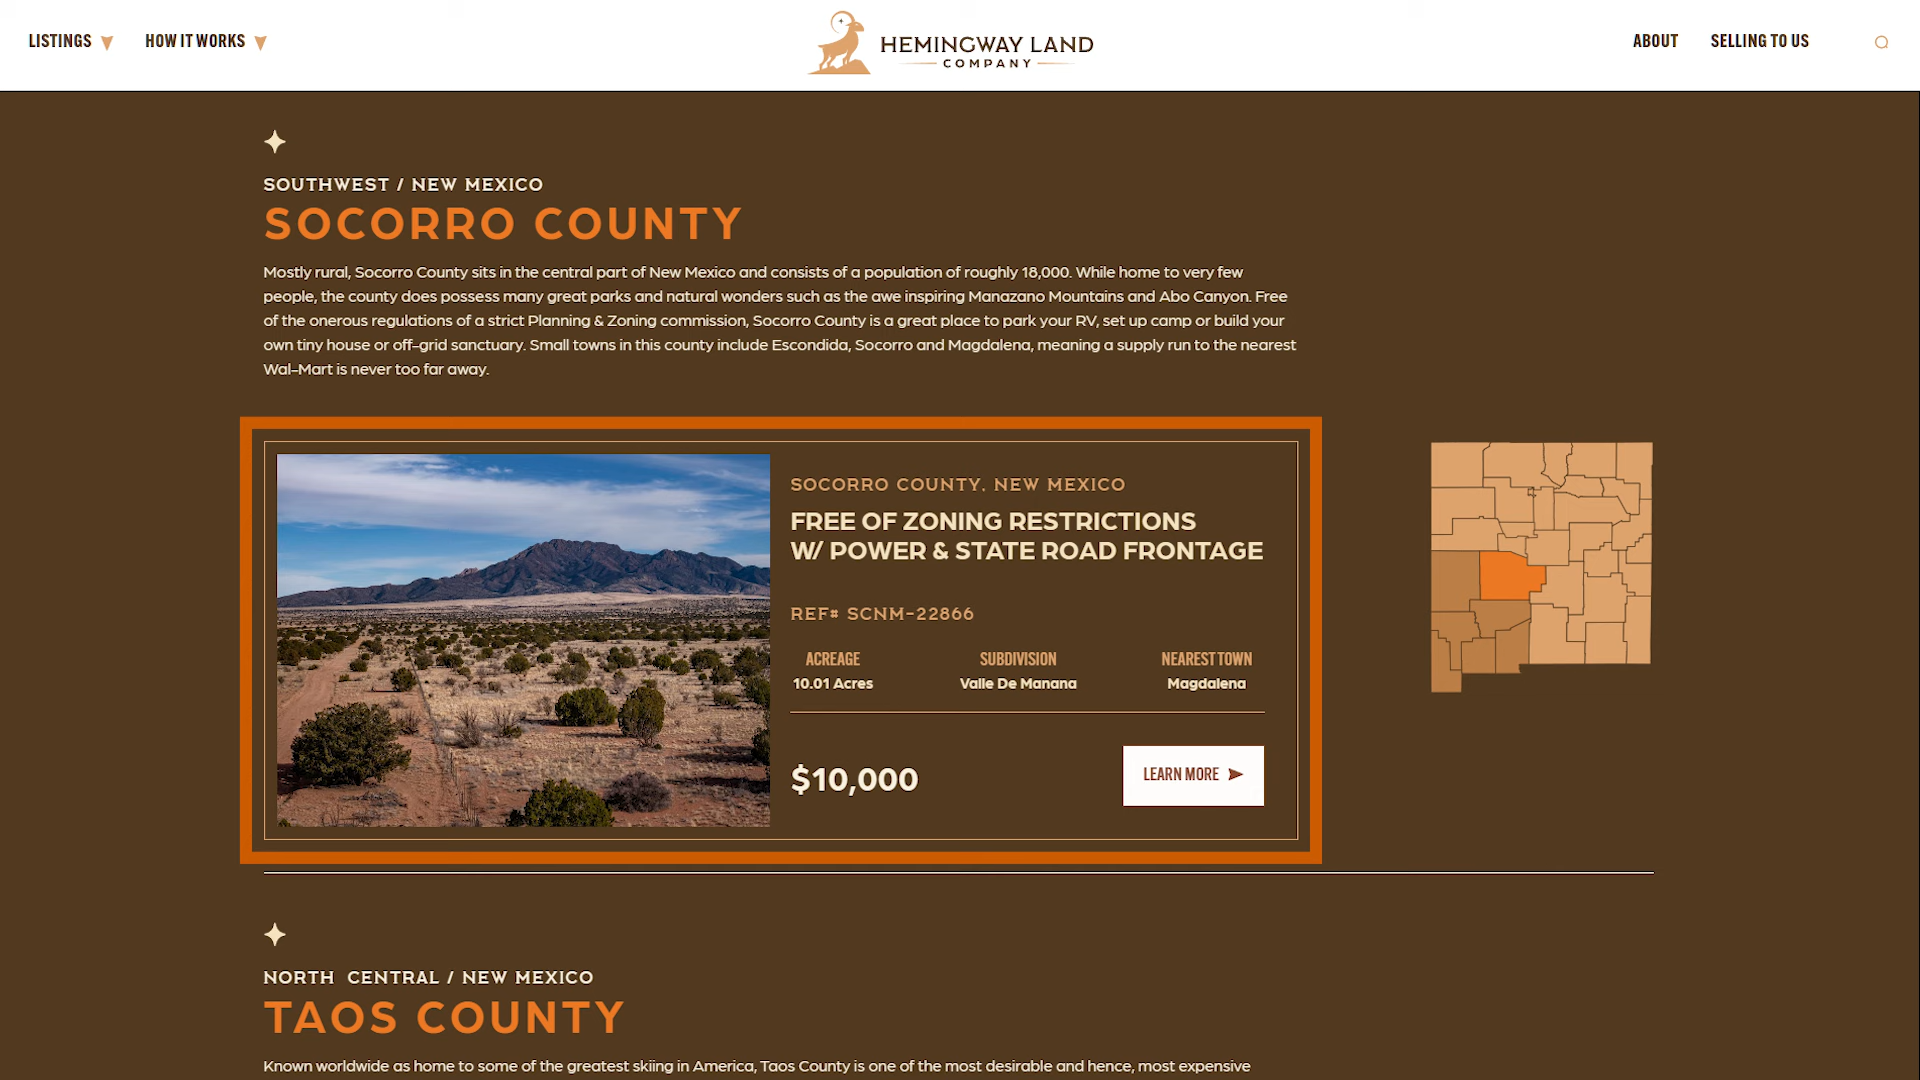 LISTINGS
HOW IT WORKS
HEMINGWAY LAND
COMPANY
ABOUT
SELLING TO US
SOUTHWEST / NEW MEXICO
SOCORRO COUNTY
Mostly rural, Socorro County sits in the central part of New Mexico and consists of a population of roughly 18,000. While home to very few
people, the county does possess many great parks and natural wonders such as the awe inspiring Manazano Mountains and Abo Canyon. Free
of the onerous regulations of a strict Planning & Zoning commission, Socorro County is a great place to park your RV, set up camp or build your
own tiny house or off-grid sanctuary. Small towns in this county include Escondida, Socorro and Magdalena, meaning a supply run to the nearest
Wal-Mart is never too far away.
SOCORRO COUNTY, NEW MEXICO
FREE OF ZONING RESTRICTIONS
W/ POWER & STATE ROAD FRONTAGE
REF# SCNM-22866
ACREAGE
10.01 Acres
SUBDIVISION
Valle De Manana
NEAREST TOWN
Magdalena
$10,000
LEARN MORE
NORTH CENTRAL / NEW MEXICO
TAOS COUNTY
Known worldwide as home to some of the greatest skiing in America, Taos County is one of the most desirable and hence, most expensive